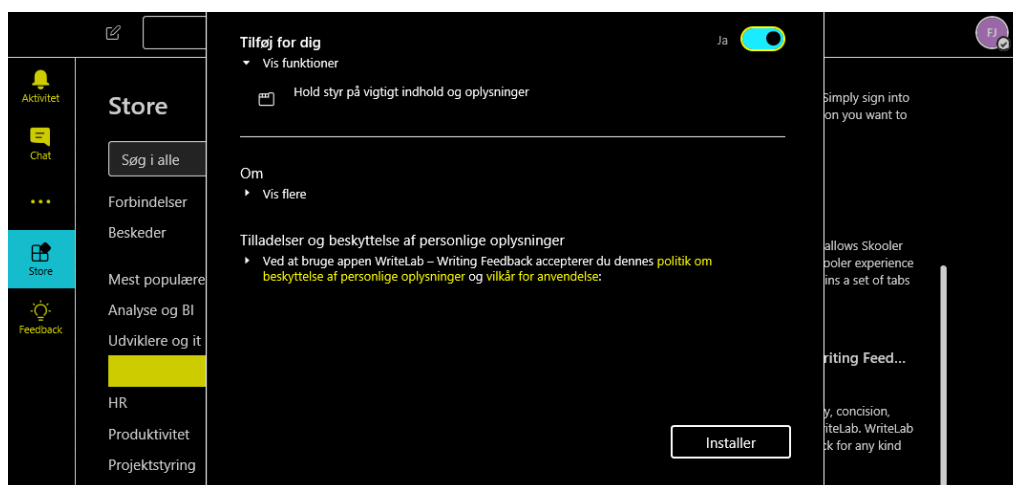 FJ
Aktivitet
Chat
Store
Feedback
Store
Søg i alle
Forbindelser
Beskeder
Mest populære
Analyse og BI
Udviklere og it
HR
Produktivitet
Projektstyring
Tilføj for dig
Ja
Vis funktioner
Hold styr på vigtigt indhold og oplysninger
Om
Vis flere
Tilladelser og beskyttelse af personlige oplysninger
Ved at bruge appen WriteLab – Writing Feedback accepterer du dennes politik om
beskyttelse af personlige oplysninger og vilkår for anvendelse:
Installer
Simply sign into
on you want to
allows Skooler
ooler experience
ins a set of tabs
riting Feed...
y, concision,
riteLab. WriteLab
ck for any kind